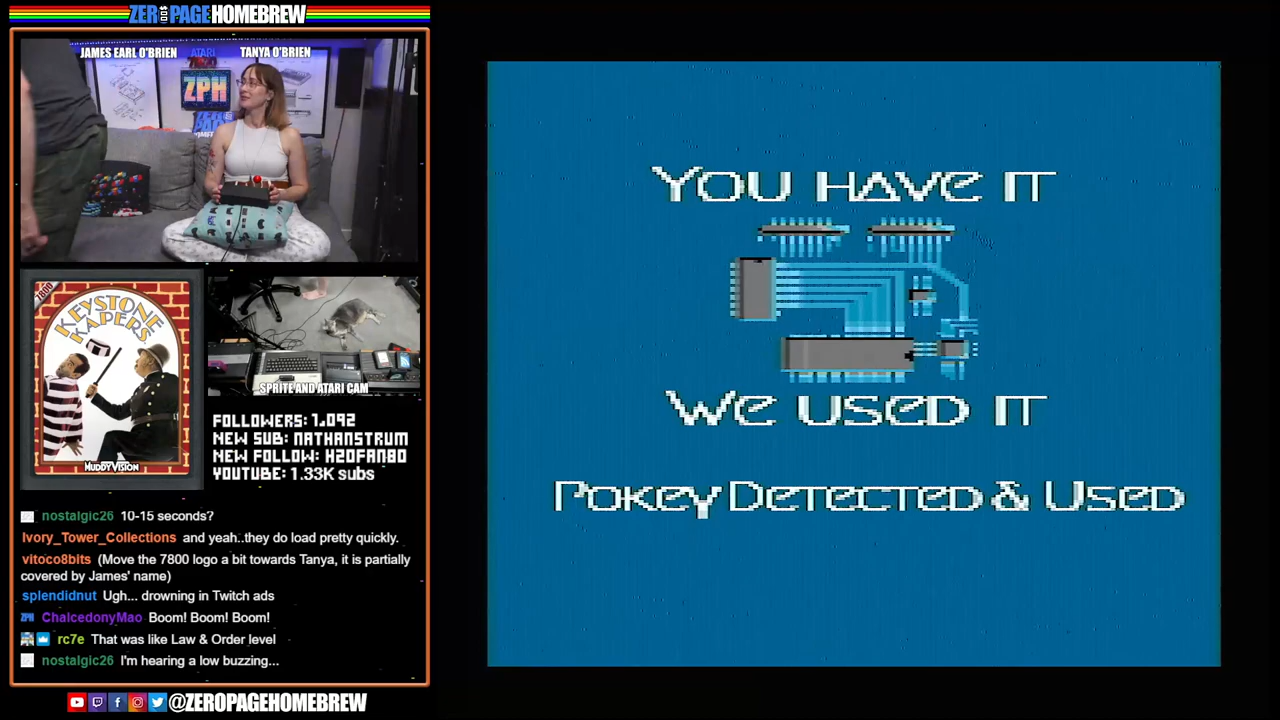 ZEROPAGE HOMEBREW
JAMES EARL O'BRIEN
ATARI
TANYA O'BRIEN
ZPH
7800
KEYSTONE
KAPERS
MUDDYVISION
SPRITE AND ATARI CAM
FOLLOWERS: 1,092
NEW SUB: NATHANSTRUM
NEW FOLLOW: H2OFAN80
YOUTUBE: 1.33K subs
nostalgic26 10-15 seconds?
Ivory_Tower_Collections and yeah..they do load pretty quickly.
vitoco8bits (Move the 7800 logo a bit towards Tanya, it is partially
covered by James' name)
splendidnut Ugh... drowning in Twitch ads
ZPH ChalcedonyMao Boom! Boom! Boom!
rc7e That was like Law & Order level
nostalgic26 I'm hearing a low buzzing...
@ZEROPAGEHOMEBREW
YOU HAVE IT
WE USED IT
POKEY DETECTED & USED